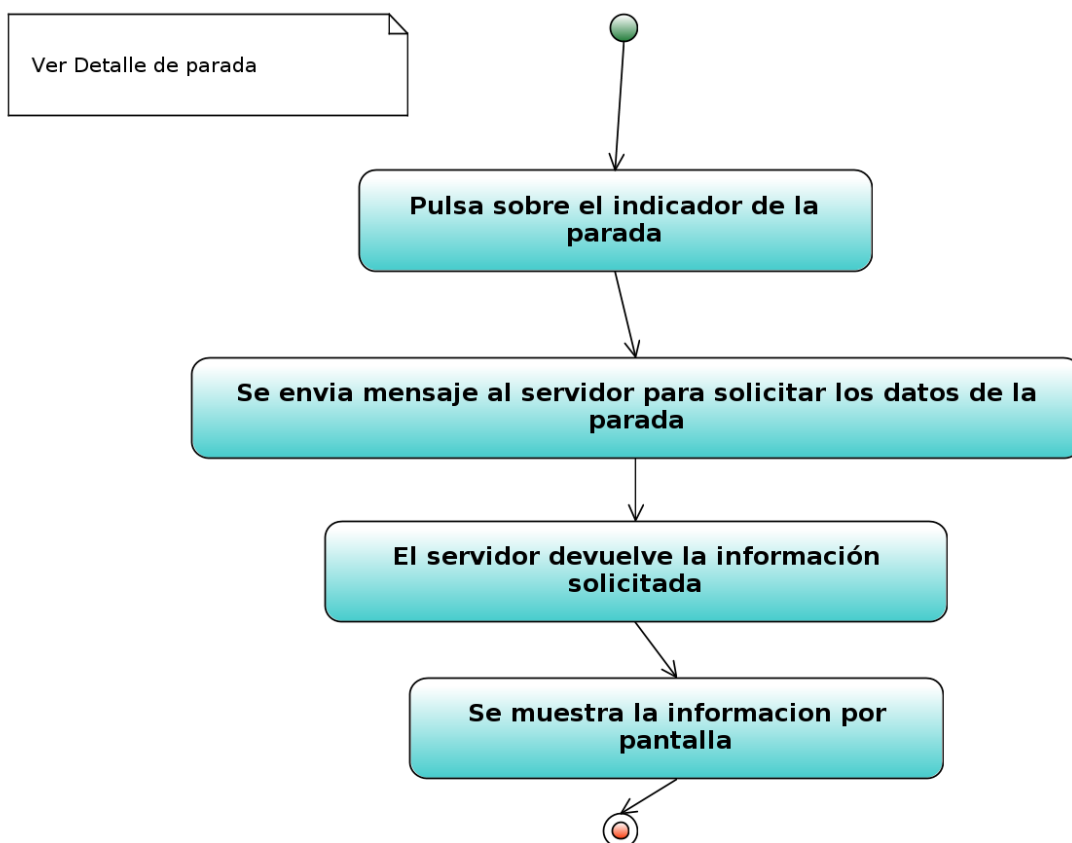 Ver Detalle de parada
Pulsa sobre el indicador de la
parada
Se envia mensaje al servidor para solicitar los datos de la
parada
El servidor devuelve la información
solicitada
Se muestra la informacion por
pantalla